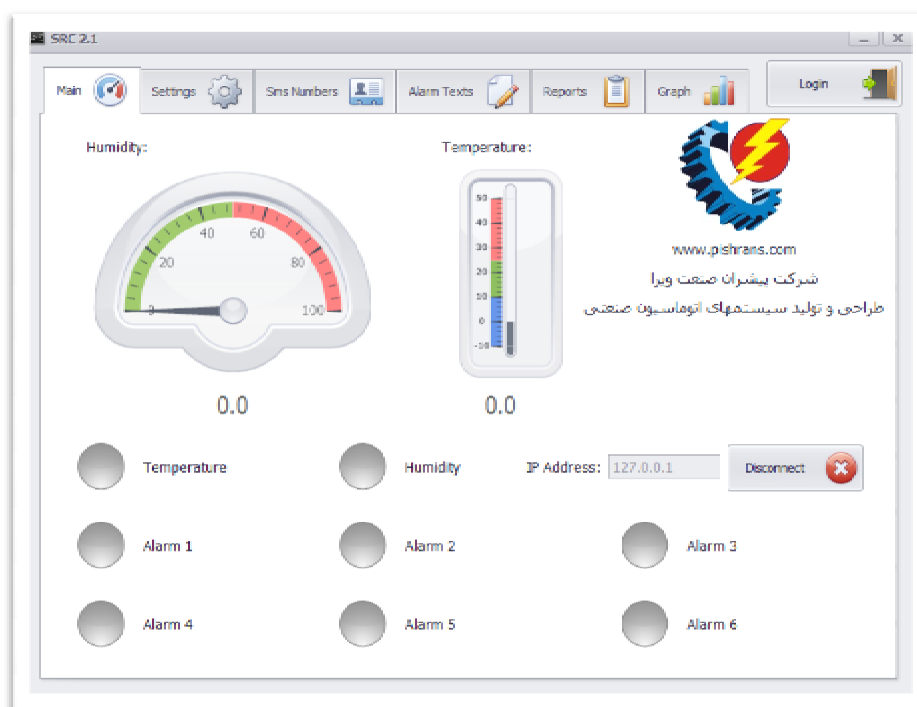 SRC 2.1
Main Settings Sms Numbers Alarm Texts Reports Graph Login
Humidity:
0 20 40 60 80 100
0.0
Temperature:
50
40
30
20
10
0
-10
0.0
www.pishrans.com
شرکت پیشران صنعت ویرا
طراحی و تولید سیستمهای اتوماسیون صنعتی
Temperature Humidity IP Address: 127.0.0.1 Disconnect
Alarm 1 Alarm 2 Alarm 3
Alarm 4 Alarm 5 Alarm 6